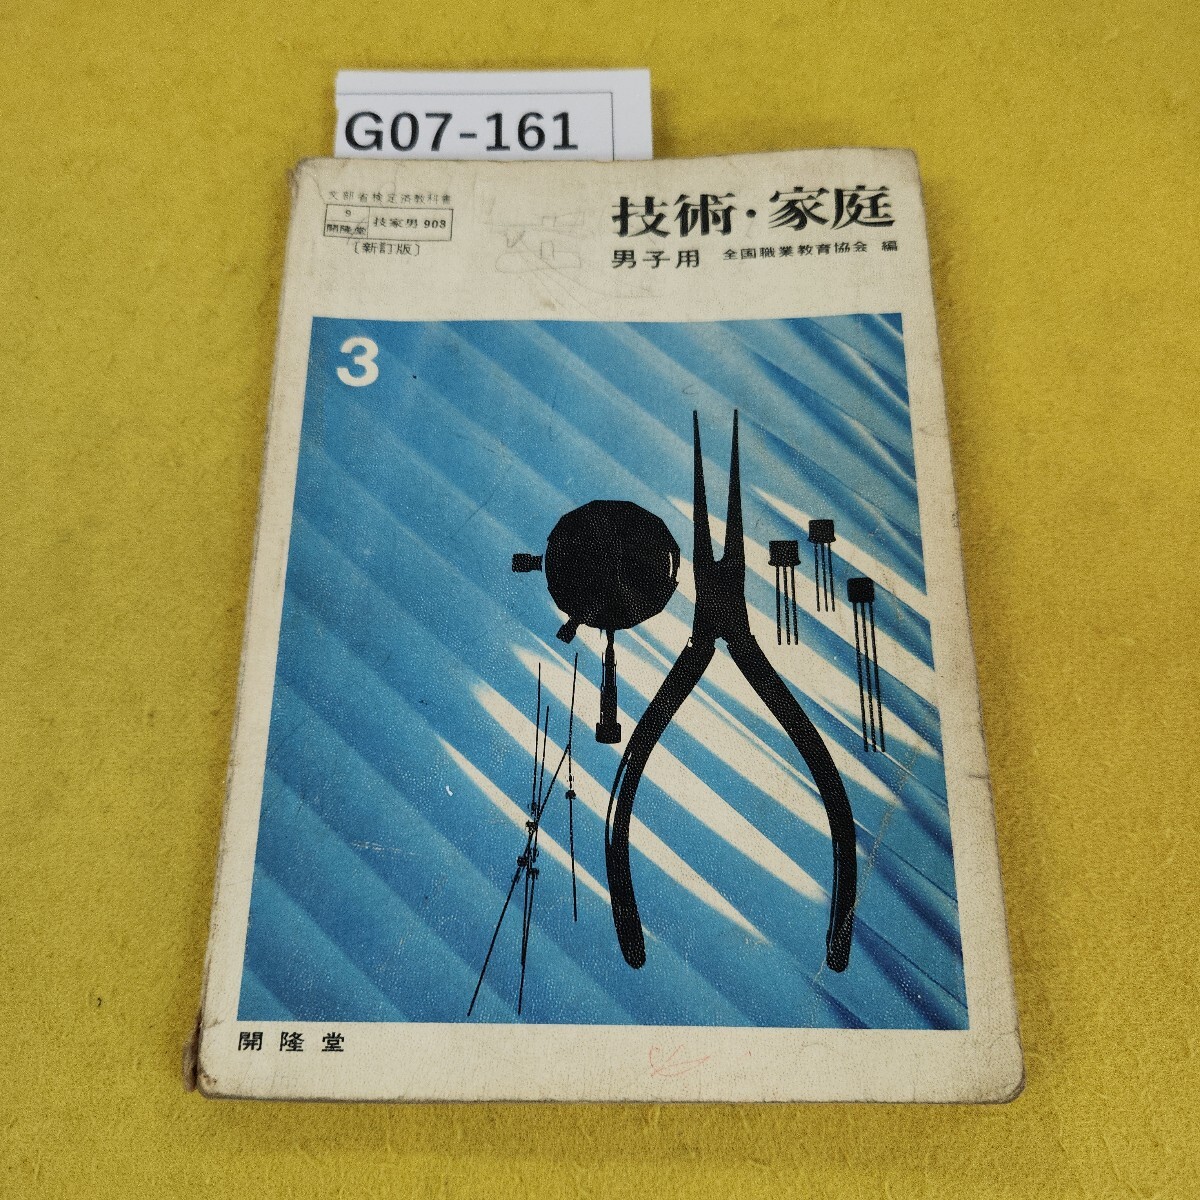 G07-161
文部省検定済教科書
9
開隆堂
技家男 903
〔新訂版〕
技術・家庭
男子用 全国職業教育協会 編
3
開隆堂